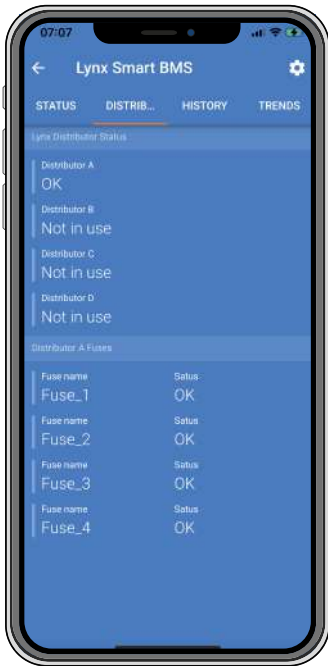 07:07
Lynx Smart BMS
STATUS DISTRIB... HISTORY TRENDS
Lynx Distributor Status
Distributor A
OK
Distributor B
Not in use
Distributor C
Not in use
Distributor D
Not in use
Distributor A Fuses
Fuse name Satus
Fuse_1 OK
Fuse name Satus
Fuse_2 OK
Fuse name Satus
Fuse_3 OK
Fuse name Satus
Fuse_4 OK